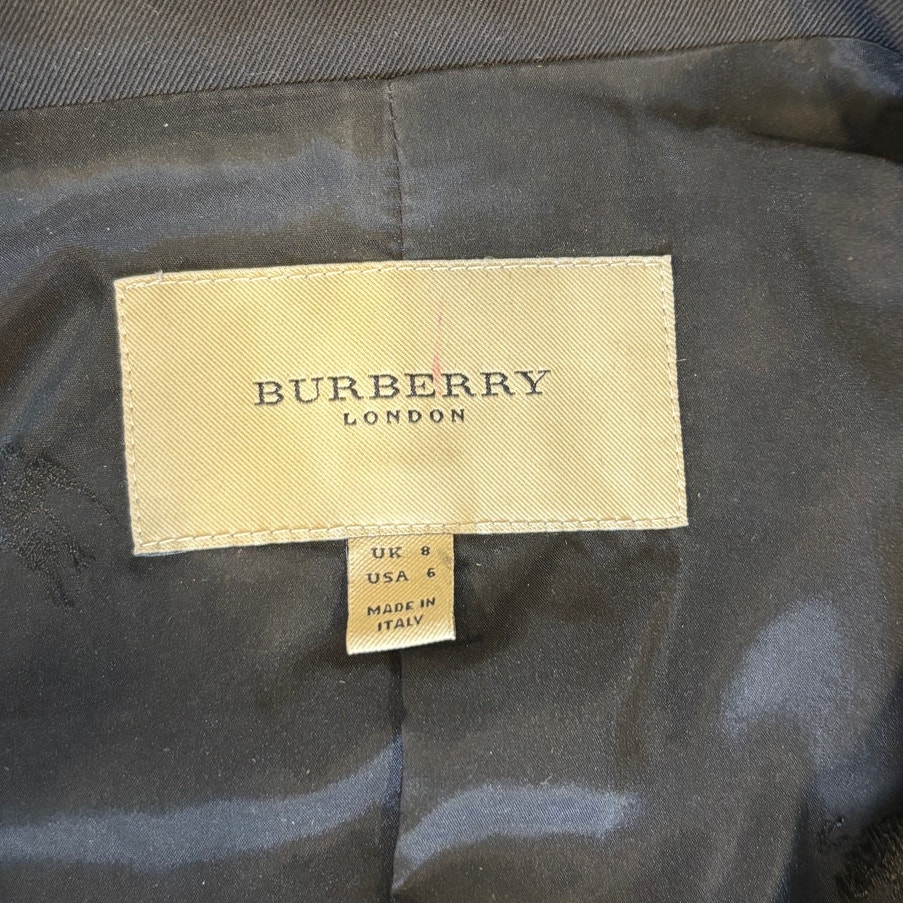 BURBERRY
LONDON
UK 8
USA 6
MADE IN
ITALY